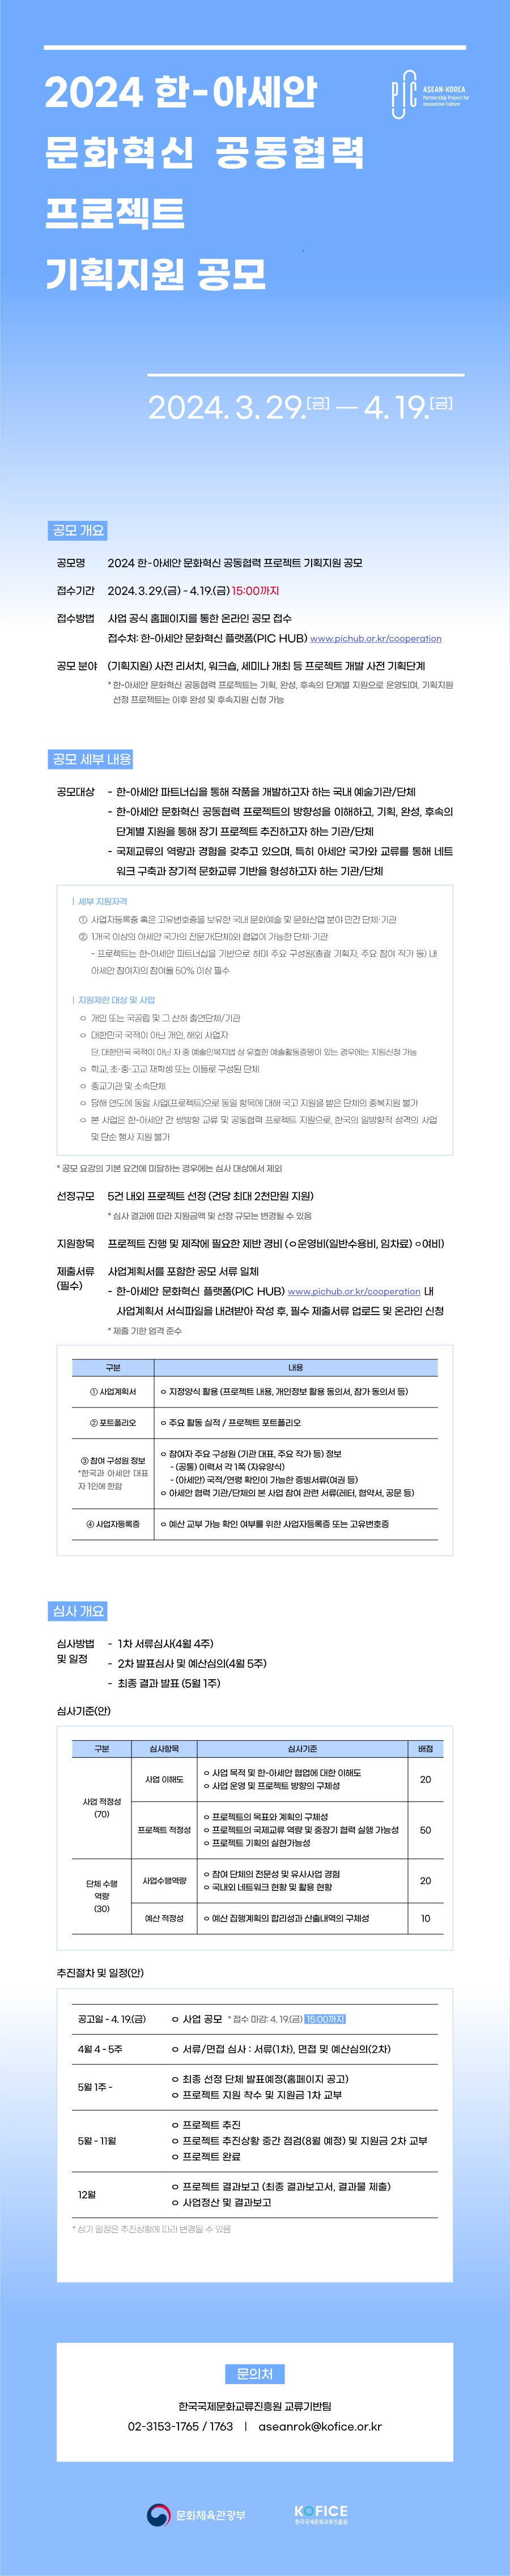 2024 한-아세안
문화혁신 공동협력
프로젝트
기획지원 공모
PIC
ASEAN-KOREA
Partnership Project for
Innovative Culture
2024. 3. 29.[금] — 4. 19.[금]
공모 개요
공모명 2024 한-아세안 문화혁신 공동협력 프로젝트 기획지원 공모
접수기간 2024. 3. 29.(금) - 4. 19.(금) 15:00까지
접수방법 사업 공식 홈페이지를 통한 온라인 공모 접수
접수처: 한-아세안 문화혁신 플랫폼(PIC HUB) www.pichub.or.kr/cooperation
공모 분야 (기획지원) 사전 리서치, 워크숍, 세미나 개최 등 프로젝트 개발 사전 기획단계
* 한-아세안 문화혁신 공동협력 프로젝트는 기획, 완성, 후속의 단계별 지원으로 운영되며, 기획지원
선정 프로젝트는 이후 완성 및 후속지원 신청 가능
공모 세부 내용
공모대상 - 한-아세안 파트너십을 통해 작품을 개발하고자 하는 국내 예술기관/단체
- 한-아세안 문화혁신 공동협력 프로젝트의 방향성을 이해하고, 기획, 완성, 후속의
단계별 지원을 통해 장기 프로젝트 추진하고자 하는 기관/단체
- 국제교류의 역량과 경험을 갖추고 있으며, 특히 아세안 국가와 교류를 통해 네트
워크 구축과 장기적 문화교류 기반을 형성하고자 하는 기관/단체
| 세부 지원자격
① 사업자등록증 혹은 고유번호증을 보유한 국내 문화예술 및 문화산업 분야 민간 단체·기관
② 1개국 이상의 아세안 국가의 전문가(단체)와 협업이 가능한 단체·기관
- 프로젝트는 한-아세안 파트너십을 기반으로 하며 주요 구성원(총괄 기획자, 주요 참여 작가 등) 내
아세안 참여자의 참여율 50% 이상 필수
| 지원제한 대상 및 사업
ㅇ 개인 또는 국공립 및 그 산하 출연단체/기관
ㅇ 대한민국 국적이 아닌 개인, 해외 사업자
단, 대한민국 국적이 아닌 자 중 예술인복지법 상 유효한 예술활동증명이 있는 경우에는 지원신청 가능
ㅇ 학교, 초·중·고교 재학생 또는 이들로 구성된 단체
ㅇ 종교기관 및 소속단체
ㅇ 당해 연도에 동일 사업(프로젝트)으로 동일 항목에 대해 국고 지원을 받은 단체의 중복지원 불가
ㅇ 본 사업은 한-아세안 간 쌍방향 교류 및 공동협력 프로젝트 지원으로, 한국의 일방향적 성격의 사업
및 단순 행사 지원 불가
* 공모 요강의 기본 요건에 미달하는 경우에는 심사 대상에서 제외
선정규모 5건 내외 프로젝트 선정 (건당 최대 2천만원 지원)
* 심사 결과에 따라 지원금액 및 선정 규모는 변경될 수 있음
지원항목 프로젝트 진행 및 제작에 필요한 제반 경비 (ㅇ운영비(일반수용비, 임차료) ㅇ여비)
제출서류 사업계획서를 포함한 공모 서류 일체
(필수) - 한-아세안 문화혁신 플랫폼(PIC HUB) www.pichub.or.kr/cooperation 내
사업계획서 서식파일을 내려받아 작성 후, 필수 제출서류 업로드 및 온라인 신청
* 제출 기한 엄격 준수
구분 내용
① 사업계획서 ㅇ 지정양식 활용 (프로젝트 내용, 개인정보 활용 동의서, 참가 동의서 등)
② 포트폴리오 ㅇ 주요 활동 실적 / 프로젝트 포트폴리오
③ 참여 구성원 정보
*한국과 아세안 대표
자 1인에 한함
ㅇ 참여자 주요 구성원 (기관 대표, 주요 작가 등) 정보
- (공통) 이력서 각 1쪽 (자유양식)
- (아세안) 국적/연령 확인이 가능한 증빙서류(여권 등)
ㅇ 아세안 협력 기관/단체의 본 사업 참여 관련 서류(레터, 협약서, 공문 등)
④ 사업자등록증 ㅇ 예산 교부 가능 확인 여부를 위한 사업자등록증 또는 고유번호증
심사 개요
심사방법 - 1차 서류심사(4월 4주)
및 일정 - 2차 발표심사 및 예산심의(4월 5주)
- 최종 결과 발표 (5월 1주)
심사기준(안)
구분 심사항목 심사기준 배점
사업 적정성
(70)
사업 이해도
ㅇ 사업 목적 및 한-아세안 협업에 대한 이해도
ㅇ 사업 운영 및 프로젝트 방향의 구체성
20
프로젝트 적정성
ㅇ 프로젝트의 목표와 계획의 구체성
ㅇ 프로젝트의 국제교류 역량 및 중장기 협력 실행 가능성
ㅇ 프로젝트 기획의 실현가능성
50
단체 수행
역량
(30)
사업수행역량
ㅇ 참여 단체의 전문성 및 유사사업 경험
ㅇ 국내외 네트워크 현황 및 활용 현황
20
예산 적정성 ㅇ 예산 집행계획의 합리성과 산출내역의 구체성 10
추진절차 및 일정(안)
공고일 - 4. 19.(금) ㅇ 사업 공모 * 접수 마감: 4. 19.(금) 15:00까지
4월 4 - 5주 ㅇ 서류/면접 심사 : 서류(1차), 면접 및 예산심의(2차)
5월 1주 -
ㅇ 최종 선정 단체 발표예정(홈페이지 공고)
ㅇ 프로젝트 지원 착수 및 지원금 1차 교부
5월 - 11월
ㅇ 프로젝트 추진
ㅇ 프로젝트 추진상황 중간 점검(8월 예정) 및 지원금 2차 교부
ㅇ 프로젝트 완료
12월
ㅇ 프로젝트 결과보고 (최종 결과보고서, 결과물 제출)
ㅇ 사업정산 및 결과보고
* 상기 일정은 추진상황에 따라 변경될 수 있음
문의처
한국국제문화교류진흥원 교류기반팀
02-3153-1765 / 1763 | aseanrok@kofice.or.kr
문화체육관광부
KOFICE
한국국제문화교류진흥원